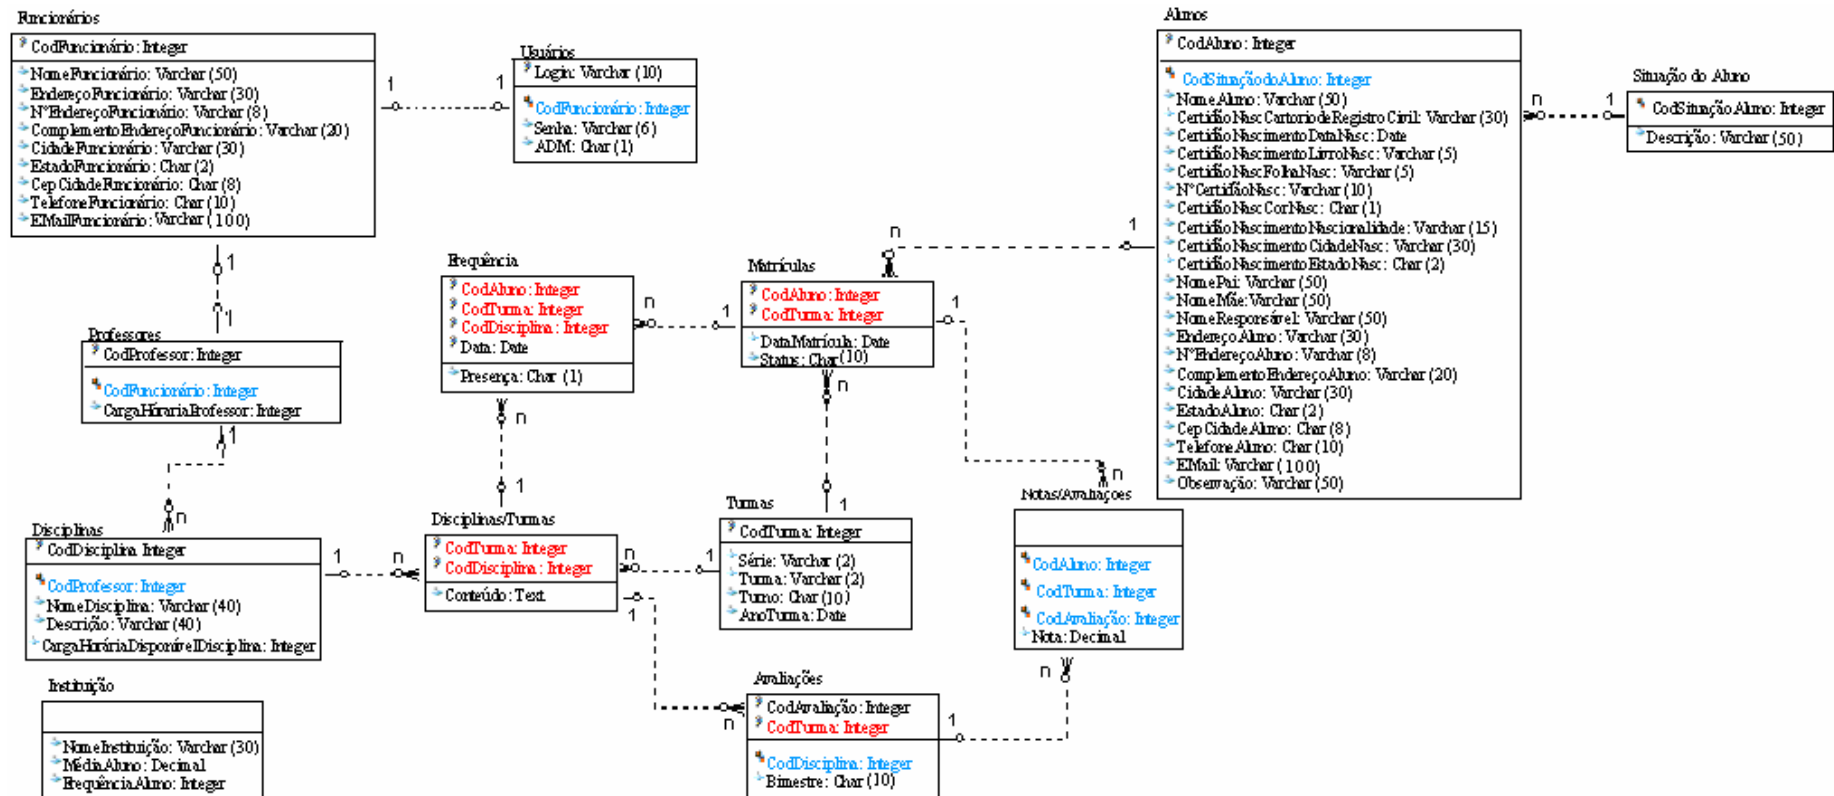 Funcionários
CodFuncionário: Integer
NomeFuncionário: Varchar (50)
EndereçoFuncionário: Varchar (30)
N°EndereçoFuncionário: Varchar (8)
ComplementoEndereçoFuncionário: Varchar (20)
CidadeFuncionário: Varchar (30)
EstadoFuncionário: Char (2)
CepCidadeFuncionário: Char (8)
TelefoneFuncionário: Char (10)
EMailFuncionário: Varchar (100)
1
1
Usuários
Login: Varchar (10)
CodFuncionário: Integer
Senha: Varchar (6)
ADM: Char (1)
Alunos
CodAluno: Integer
CodSituaçãodoAluno: Integer
NomeAluno: Varchar (50)
CertidãoNascCartoriodeRegistroCivil: Varchar (30)
CertidãoNascimentoDataNasc: Date
CertidãoNascimentoLivroNasc: Varchar (5)
CertidãoNascFolhaNasc: Varchar (5)
N°CertidãoNasc: Varchar (10)
CertidãoNascCorNasc: Char (1)
CertidãoNascimentoNascionalidade: Varchar (15)
CertidãoNascimentoCidadeNasc: Varchar (30)
CertidãoNascimentoEstadoNasc: Char (2)
NomePai: Varchar (50)
NomeMãe: Varchar (50)
NomeResponsável: Varchar (50)
EndereçoAluno: Varchar (30)
N°EndereçoAluno: Varchar (8)
ComplementoEndereçoAluno: Varchar (20)
CidadeAluno: Varchar (30)
EstadoAluno: Char (2)
CepCidadeAluno: Char (8)
TelefoneAluno: Char (10)
EMail: Varchar (100)
Observação: Varchar (50)
n
1
Situação do Aluno
CodSituçãoAluno: Integer
Descrição: Varchar (50)
1
1
Professores
CodProfessor: Integer
CodFuncionário: Integer
CargaHórariaProfessor: Integer
1
n
Frequência
CodAluno: Integer
CodTurma: Integer
CodDisciplina: Integer
Data: Date
Presença: Char (1)
n
1
Matrículas
CodAluno: Integer
CodTurma: Integer
DataMatrícula: Date
Status: Char (10)
n
1
1
n
n
1
n
1
Disciplinas
CodDisciplina Integer
CodProfessor: Integer
NomeDisciplina: Varchar (40)
Descrição: Varchar (40)
CargaHoráriaDisponívelDisciplina: Integer
1
n
Disciplinas/Turmas
CodTurma: Integer
CodDisciplina: Integer
Conteúdo: Text
n
1
Turmas
CodTurma: Integer
Série: Varchar (2)
Turma: Varchar (2)
Turno: Char (10)
AnoTurma: Date
Notas/Avaliações
CodAluno: Integer
CodTurma: Integer
CodAvaliação: Integer
Nota: Decimal
1
n
n
1
Instituição
NomeInstituição: Varchar (30)
MédiaAluno: Decimal
FrequênciaAluno: Integer
Avaliações
CodAvaliação: Integer
CodTurma: Integer
CodDisciplina: Integer
Bimestre: Char (10)